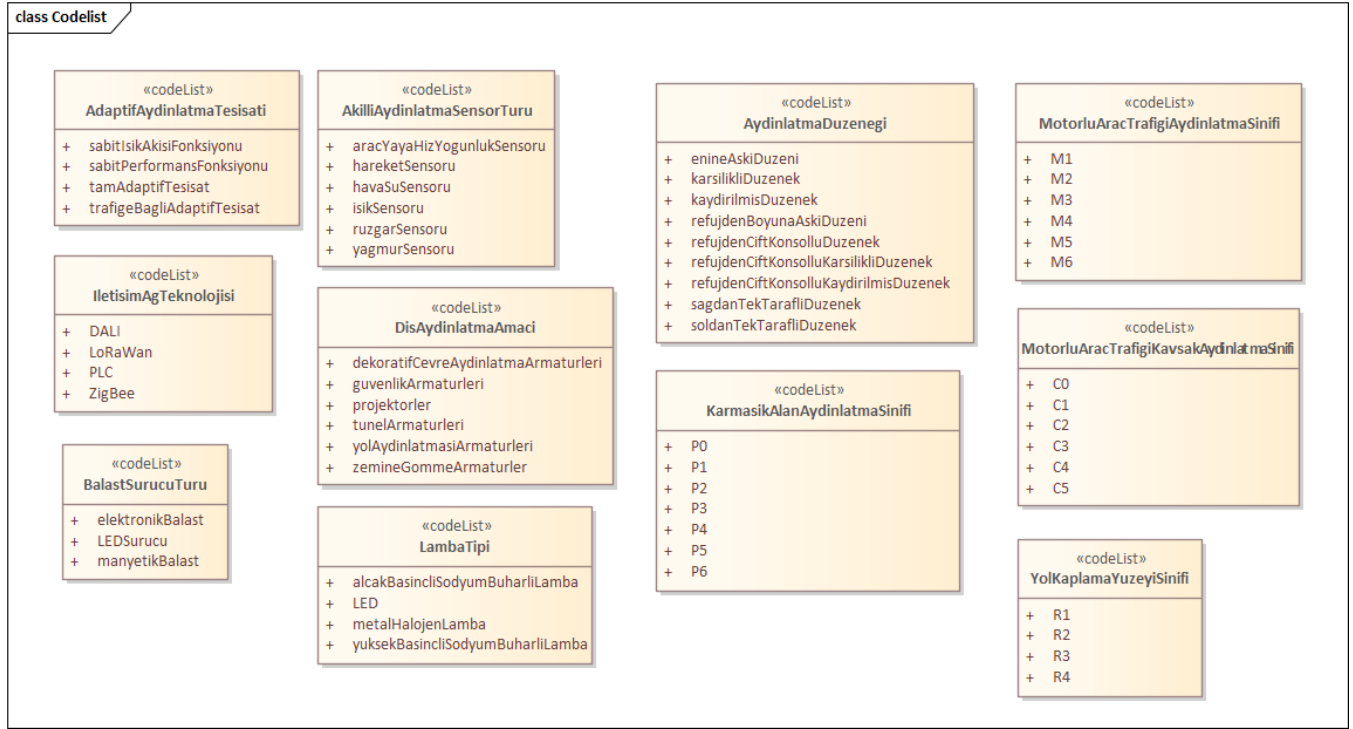 class Codelist
«codeList»
AdaptifAydinlatmaTesisati
+ sabitIsikAkisiFonksiyonu
+ sabitPerformansFonksiyonu
+ tamAdaptifTesisat
+ trafigeBagliAdaptifTesisat
«codeList»
IletisimAgTeknolojisi
+ DALI
+ LoRaWan
+ PLC
+ ZigBee
«codeList»
BalastSurucuTuru
+ elektronikBalast
+ LEDSurucu
+ manyetikBalast
«codeList»
AkilliAydinlatmaSensorTuru
+ aracYayaHizYogunlukSensoru
+ hareketSensoru
+ havaSuSensoru
+ isikSensoru
+ ruzgarSensoru
+ yagmurSensoru
«codeList»
DisAydinlatmaAmaci
+ dekoratifCevreAydinlatmaArmaturleri
+ guvenlikArmaturleri
+ projektorler
+ tunelArmaturleri
+ yolAydinlatmasiArmaturleri
+ zemineGommeArmaturler
«codeList»
LambaTipi
+ alcakBasincliSodyumBuharliLamba
+ LED
+ metalHalojenLamba
+ yuksekBasincliSodyumBuharliLamba
«codeList»
AydinlatmaDuzenegi
+ enineAskiDuzeni
+ karsilikliDuzenek
+ kaydirilmisDuzenek
+ refujdenBoyunaAskiDuzeni
+ refujdenCiftKonsolluDuzenek
+ refujdenCiftKonsolluKarsilikliDuzenek
+ refujdenCiftKonsolluKaydirilmisDuzenek
+ sagdanTekTarafliDuzenek
+ soldanTekTarafliDuzenek
«codeList»
KarmasikAlanAydinlatmaSinifi
+ P0
+ P1
+ P2
+ P3
+ P4
+ P5
+ P6
«codeList»
MotorluAracTrafigiAydinlatmaSinifi
+ M1
+ M2
+ M3
+ M4
+ M5
+ M6
«codeList»
MotorluAracTrafigiKavsakAydinlatmaSinifi
+ C0
+ C1
+ C2
+ C3
+ C4
+ C5
«codeList»
YolKaplamaYuzeyiSinifi
+ R1
+ R2
+ R3
+ R4